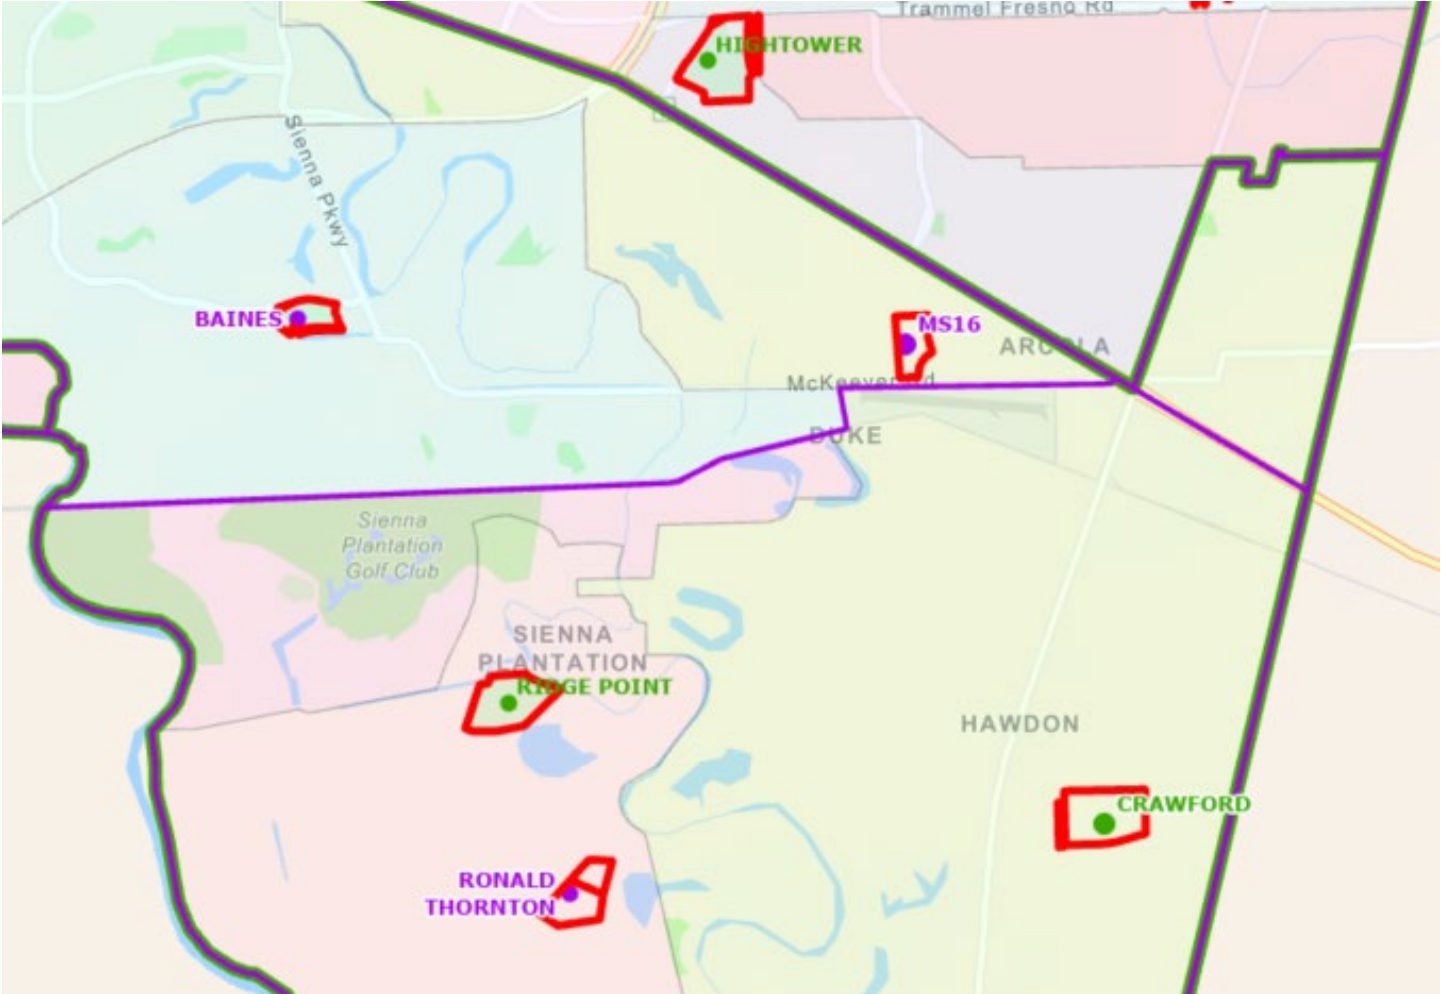 Trammel Fresno Rd
HIGHTOWER
Sienna Pkwy
BAINES
MS16
ARCOLA
McKeever Rd
DUKE
Sienna
Plantation
Golf Club
SIENNA
PLANTATION
RIDGE POINT
HAWDON
CRAWFORD
RONALD
THORNTON